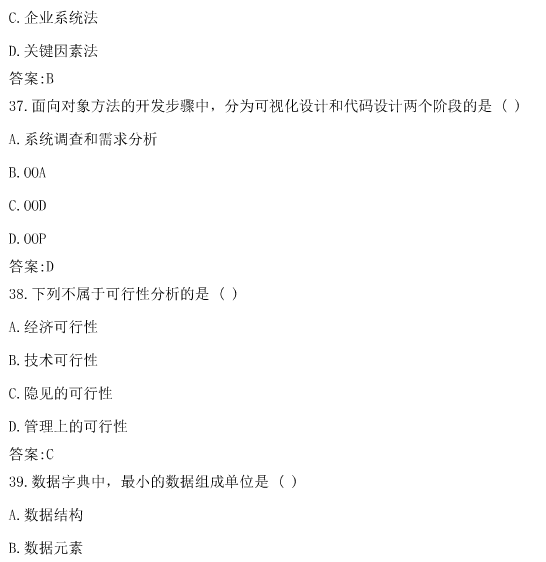 C.企业系统法
D.关键因素法
答案:B
37.面向对象方法的开发步骤中，分为可视化设计和代码设计两个阶段的是（ ）
A.系统调查和需求分析
B.OOA
C.OOD
D.OOP
答案:D
38.下列不属于可行性分析的是（ ）
A.经济可行性
B.技术可行性
C.隐见的可行性
D.管理上的可行性
答案:C
39.数据字典中，最小的数据组成单位是（ ）
A.数据结构
B.数据元素